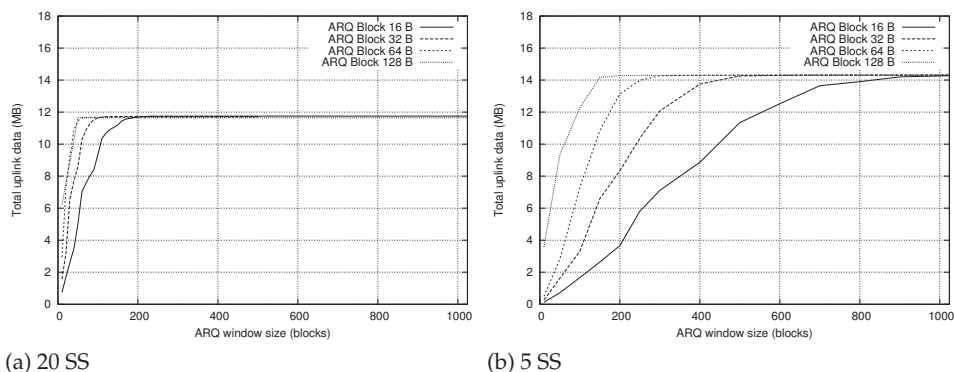 18
16
14
12
10
8
6
4
2
0
Total uplink data (MB)
ARQ Block 16 B
ARQ Block 32 B
ARQ Block 64 B
ARQ Block 128 B
0 200 400 600 800 1000
ARQ window size (blocks)
(a) 20 SS
18
16
14
12
10
8
6
4
2
0
Total uplink data (MB)
ARQ Block 16 B
ARQ Block 32 B
ARQ Block 64 B
ARQ Block 128 B
0 200 400 600 800 1000
ARQ window size (blocks)
(b) 5 SS